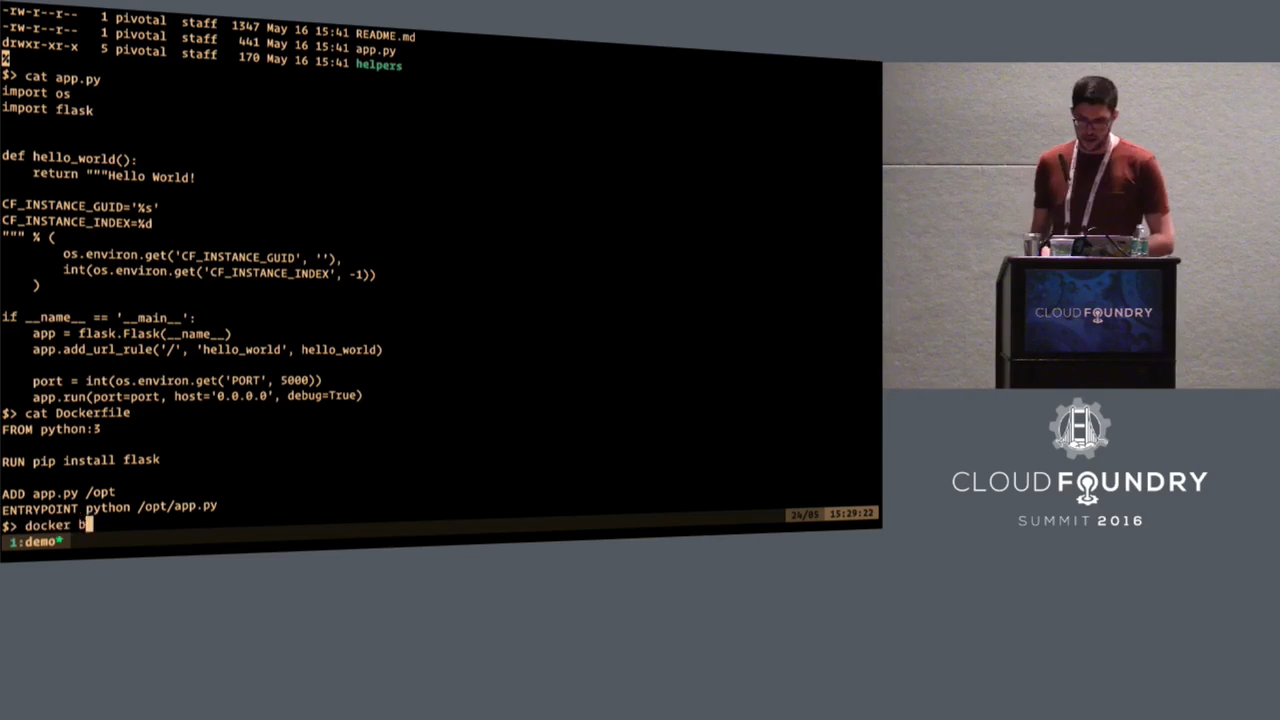 -rw-r--r-- 1 pivotal staff 1347 May 16 15:41 README.md
-rw-r--r-- 1 pivotal staff 441 May 16 15:41 app.py
drwxr-xr-x 5 pivotal staff 170 May 16 15:41 helpers
%
$> cat app.py
import os
import flask
def hello_world():
    return """Hello World!
CF_INSTANCE_GUID='%s'
CF_INSTANCE_INDEX=%d
""" % (
        os.environ.get('CF_INSTANCE_GUID', ''),
        int(os.environ.get('CF_INSTANCE_INDEX', -1))
    )
if __name__ == '__main__':
    app = flask.Flask(__name__)
    app.add_url_rule('/', 'hello_world', hello_world)
    port = int(os.environ.get('PORT', 5000))
    app.run(port=port, host='0.0.0.0', debug=True)
$> cat Dockerfile
FROM python:3
RUN pip install flask
ADD app.py /opt
ENTRYPOINT python /opt/app.py
$> docker b
1:demo*
24/05 15:29:22
CLOUD FOUNDRY
CLOUD FOUNDRY
SUMMIT 2016